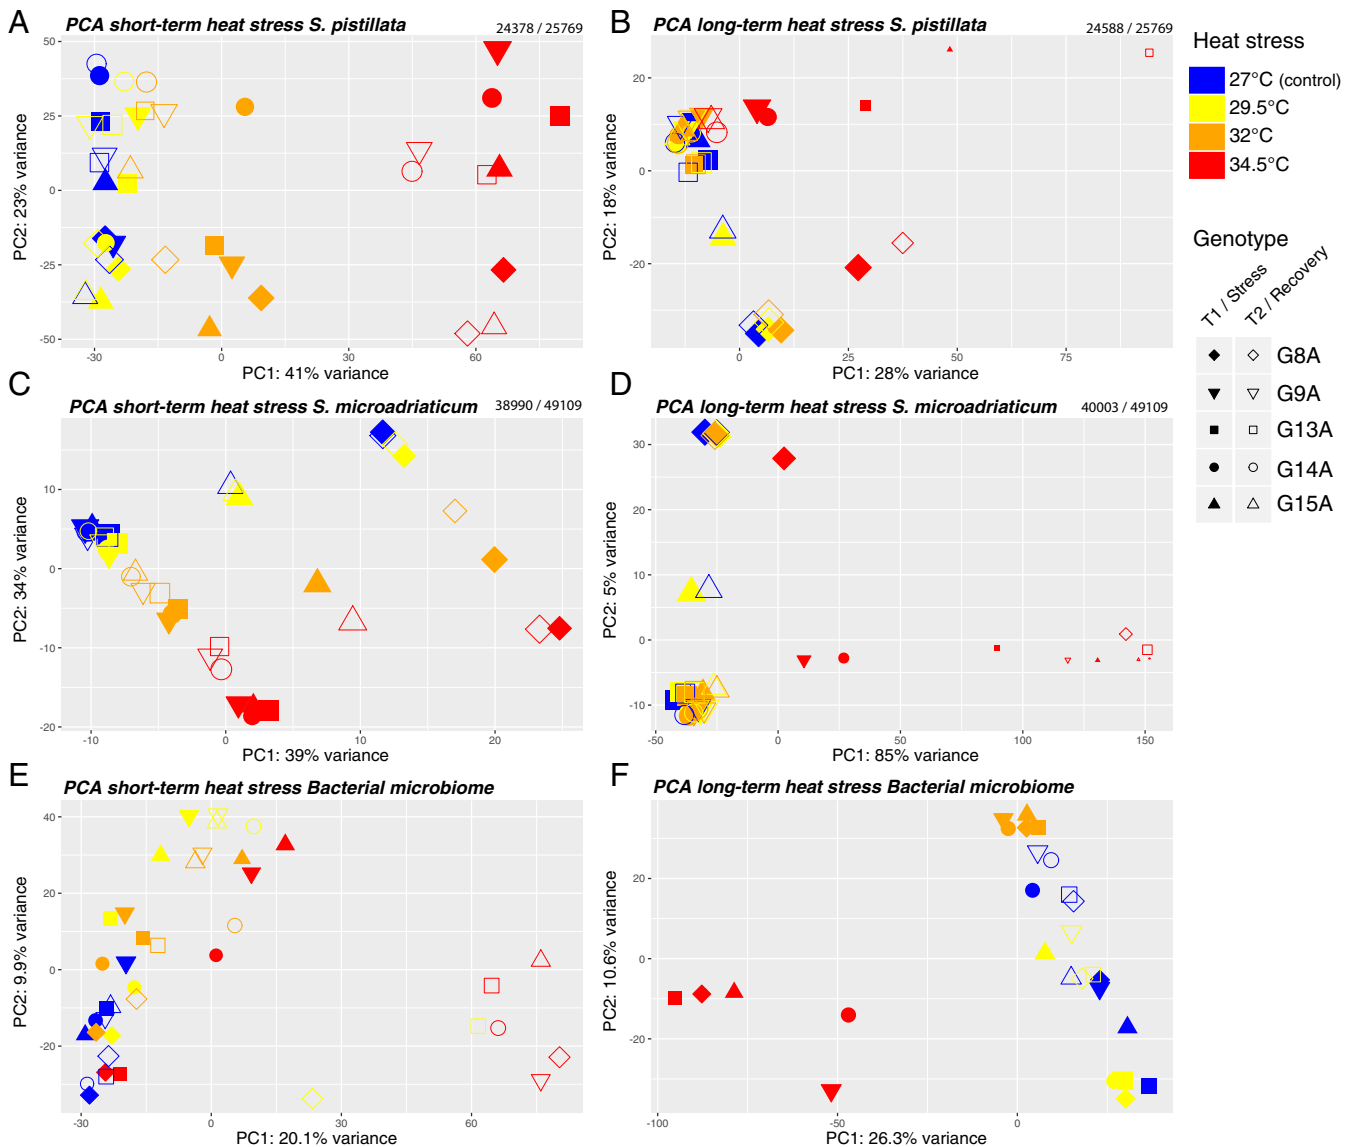 A PCA short-term heat stress S. pistillata 24378 / 25769
50
25
0
-25
-50
PC2: 23% variance
-30 0 30 60
PC1: 41% variance
B PCA long-term heat stress S. pistillata 24588 / 25769
20
0
-20
PC2: 18% variance
0 25 50 75
PC1: 28% variance
Heat stress
27°C (control)
29.5°C
32°C
34.5°C
Genotype
T1 / Stress
T2 / Recovery
G8A
G9A
G13A
G14A
G15A
C PCA short-term heat stress S. microadriaticum 38990 / 49109
10
0
-10
-20
PC2: 34% variance
-10 0 10 20
PC1: 39% variance
D PCA long-term heat stress S. microadriaticum 40003 / 49109
30
20
10
0
-10
PC2: 5% variance
-50 0 50 100 150
PC1: 85% variance
E PCA short-term heat stress Bacterial microbiome
40
20
0
-20
PC2: 9.9% variance
-30 0 30 60
PC1: 20.1% variance
F PCA long-term heat stress Bacterial microbiome
20
0
-20
PC2: 10.6% variance
-100 -50 0
PC1: 26.3% variance